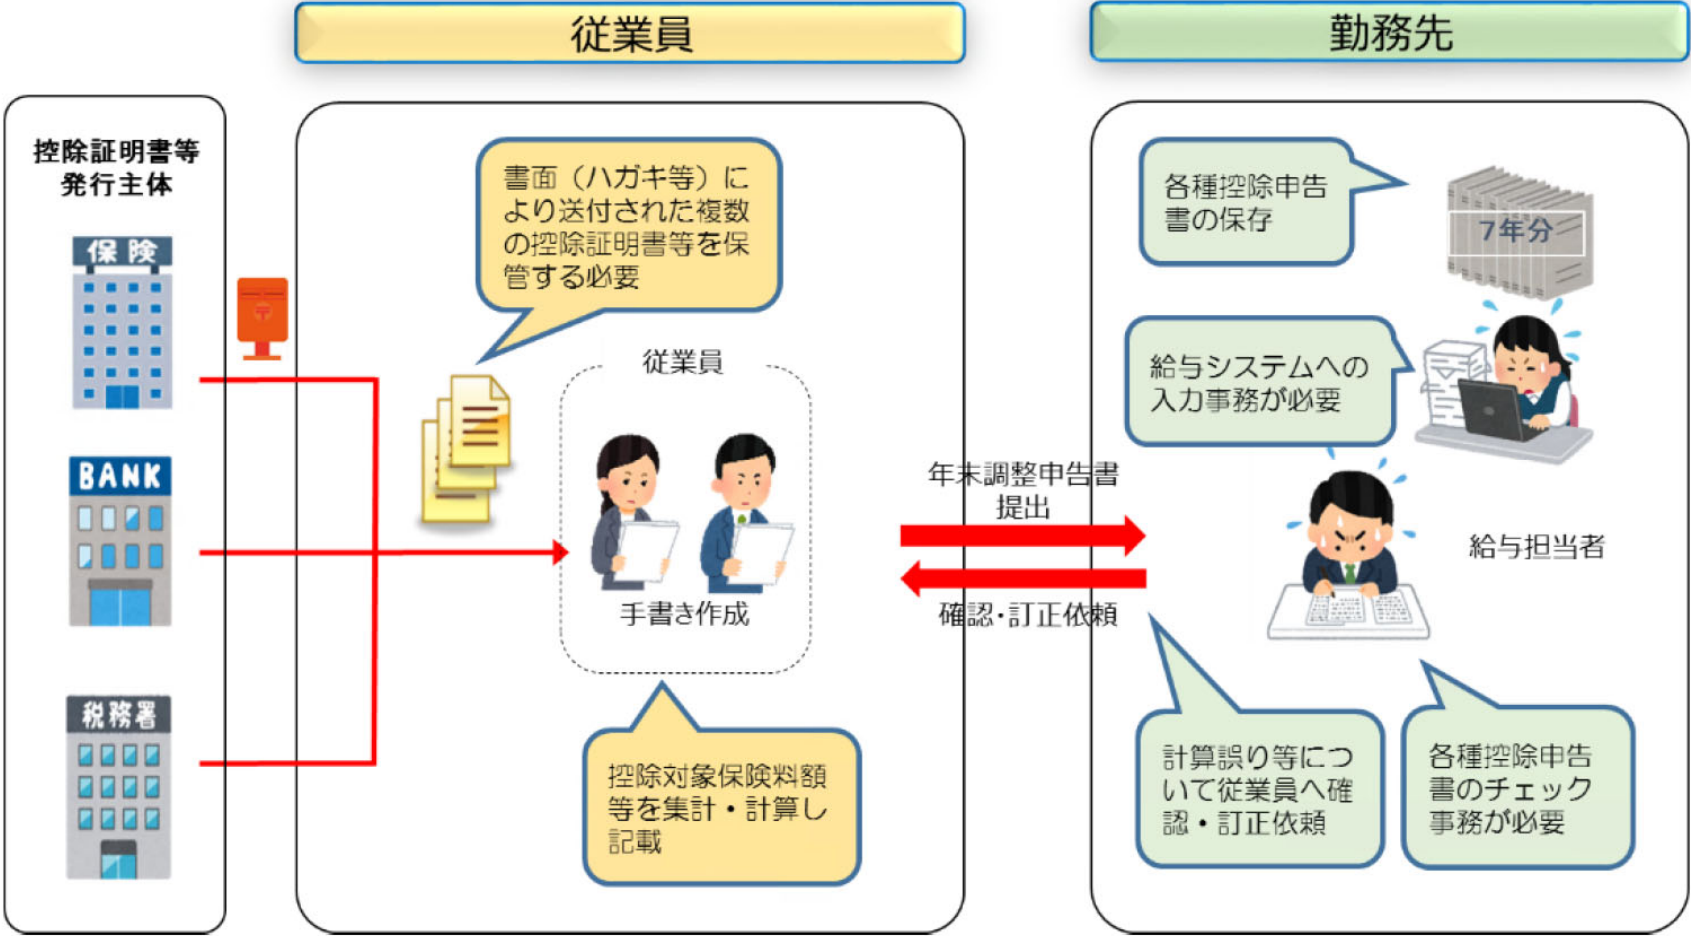 従業員
勤務先
控除証明書等
発行主体
保険
BANK
税務署
書面（ハガキ等）に
より送付された複数
の控除証明書等を保
管する必要
従業員
手書き作成
控除対象保険料額
等を集計・計算し
記載
年末調整申告書
提出
確認・訂正依頼
各種控除申告
書の保存
7年分
給与システムへの
入力事務が必要
給与担当者
計算誤り等につ
いて従業員へ確
認・訂正依頼
各種控除申告
書のチェック
事務が必要